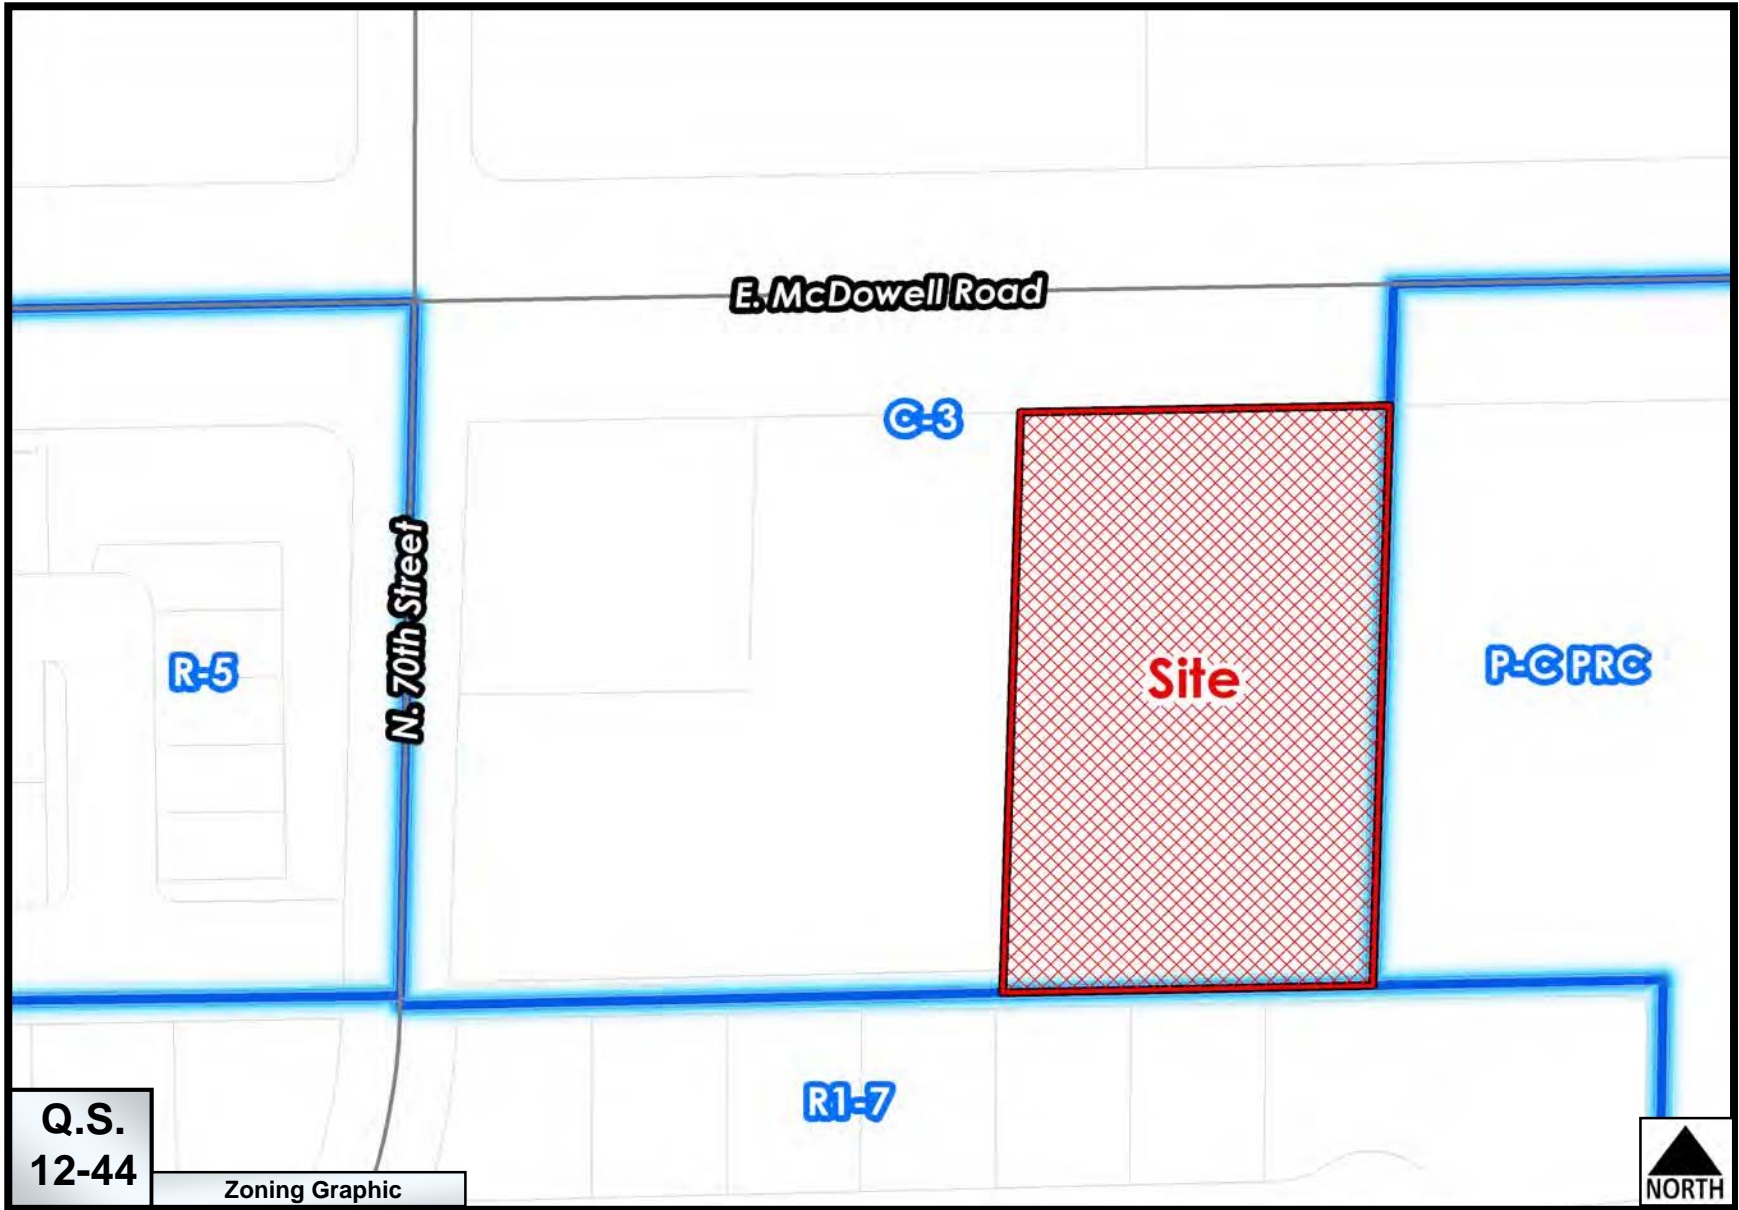 E. McDowell Road
C-3
N. 70th Street
R-5
Site
P-C PRC
R1-7
Q.S.
12-44
Zoning Graphic
NORTH